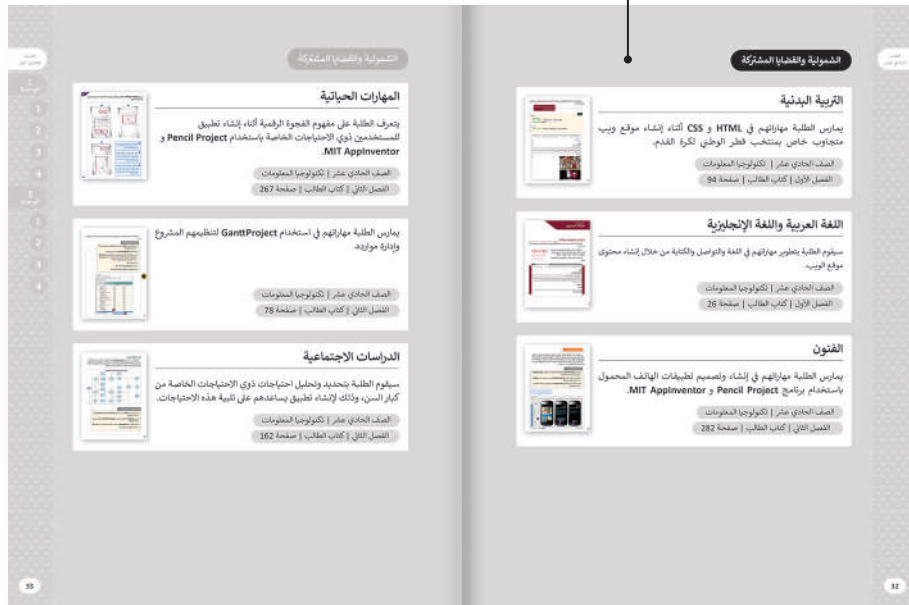 الشمولية والقضايا المشتركة
التربية البدنية
يمارس الطلبة مهاراتهم في HTML و CSS أثناء إنشاء موقع ويب
متجاوب خاص بمنتخب قطر الوطني لكرة القدم.
الصف الحادي عشر | تكنولوجيا المعلومات
الفصل الأول | كتاب الطالب | صفحة 94
اللغة العربية واللغة الإنجليزية
سيقوم الطلبة بتطوير مهاراتهم في اللغة والتواصل والكتابة من خلال إنشاء محتوى
موقع الويب.
الصف الحادي عشر | تكنولوجيا المعلومات
الفصل الأول | كتاب الطالب | صفحة 26
الفنون
يمارس الطلبة مهاراتهم في إنشاء وتصميم تطبيقات الهاتف المحمول
باستخدام برنامج Pencil Project و MIT AppInventor.
الصف الحادي عشر | تكنولوجيا المعلومات
الفصل الثاني | كتاب الطالب | صفحة 282
32
الشمولية والقضايا المشتركة
المهارات الحياتية
يتعرف الطلبة على مفهوم الفجوة الرقمية أثناء إنشاء تطبيق
للمستخدمين ذوي الاحتياجات الخاصة باستخدام Pencil Project و
MIT AppInventor.
الصف الحادي عشر | تكنولوجيا المعلومات
الفصل الثاني | كتاب الطالب | صفحة 267
يمارس الطلبة مهاراتهم في استخدام GanttProject لتنظيمهم المشروع
وإدارة موارده.
الصف الحادي عشر | تكنولوجيا المعلومات
الفصل الثاني | كتاب الطالب | صفحة 78
الدراسات الاجتماعية
سيقوم الطلبة بتحديد وتحليل احتياجات ذوي الاحتياجات الخاصة من
كبار السن، وذلك لإنشاء تطبيق يساعدهم على تلبية هذه الاحتياجات.
الصف الحادي عشر | تكنولوجيا المعلومات
الفصل الثاني | كتاب الطالب | صفحة 162
33